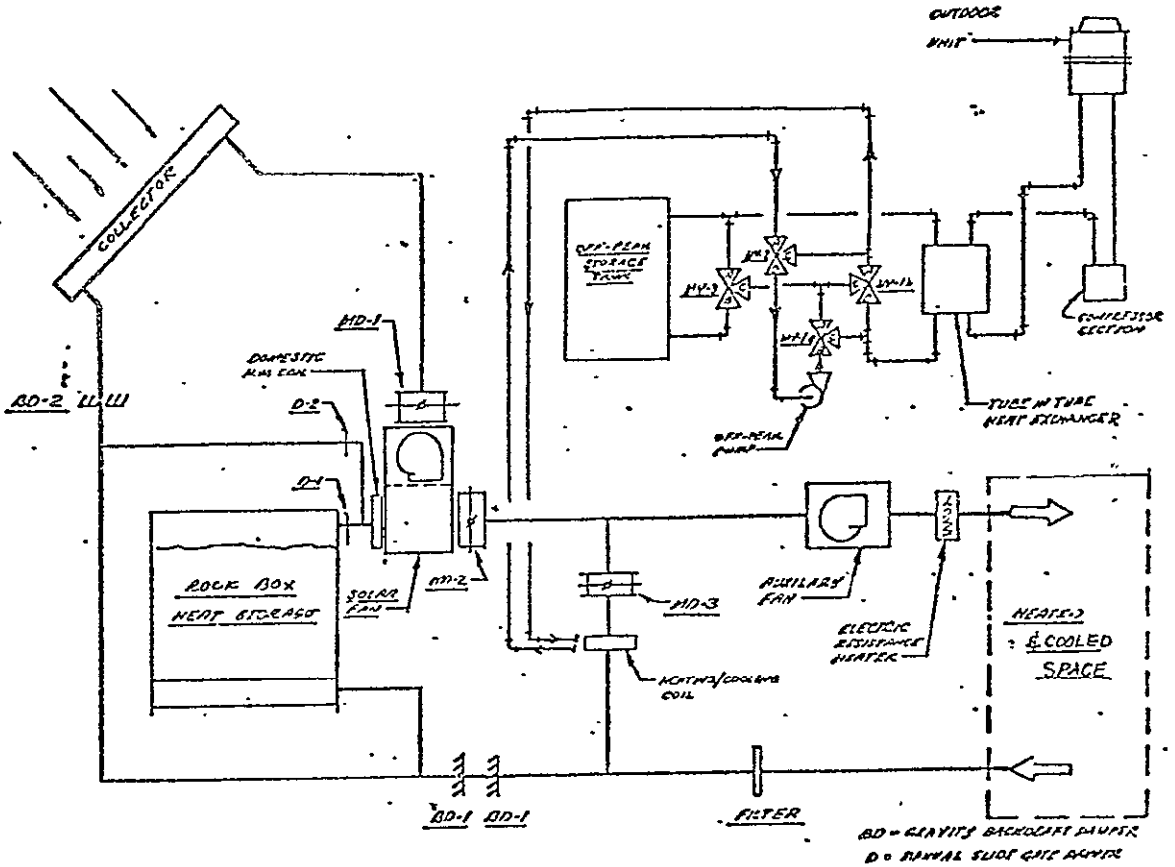 OUTDOOR
UNIT
COLLECTOR
OFF-PEAK
STORAGE
TANK
COMPRESSOR
SECTION
MD-1
DOMESTIC
BD-2
D-2
TUBE IN TUBE
HEAT EXCHANGER
OFF-PEAK
PUMP
D-1
ROCK BOX
HEAT STORAGE
SOLAR
FAN
MD-2
MD-3
AUXILIARY
FAN
ELECTRIC
RESISTANCE
HEATER
HEATED
& COOLED
SPACE
HEATING/COOLING
COIL
BD-1 BD-1
FILTER
BD = GRAVITY BACKDRAFT DAMPER
D = MANUAL SLIDE GATE DAMPER